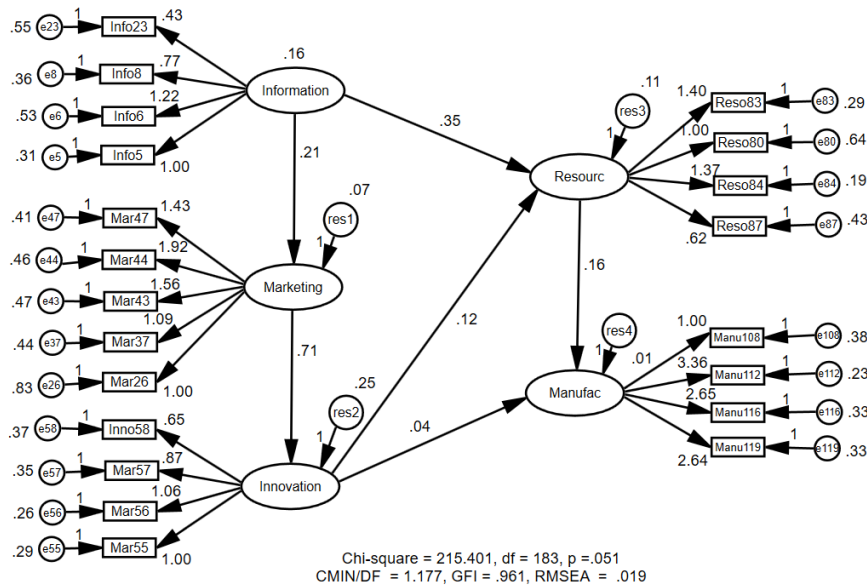 .55 e23 1 Info23 .43
.36 e8 1 Info8 .77
.53 e6 1 Info6 1.22
.31 e5 1 Info5 1.00
.16
Information
.35
.21
.41 e47 1 Mar47 1.43
.46 e44 1 Mar44 1.92
.47 e43 1 Mar43 1.56
.44 e37 1 Mar37 1.09
.83 e26 1 Mar26 1.00
.07
res1
1
Marketing
.71
.37 e58 1 Inno58 .65
.35 e57 1 Mar57 .87
.26 e56 1 Mar56 1.06
.29 e55 1 Mar55 1.00
.25
res2
1
Innovation
.12
.04
.11
res3
1
Resourc
1.40 Reso83 1 e83 .29
1.00 Reso80 1 e80 .64
1.37 Reso84 1 e84 .19
.62 Reso87 1 e87 .43
.16
res4
1
.01
Manufac
1.00 Manu108 1 e108 .38
3.36 Manu112 1 e112 .23
2.65 Manu116 1 e116 .33
2.64 Manu119 1 e119 .33
Chi-square = 215.401, df = 183, p =.051
CMIN/DF = 1.177, GFI = .961, RMSEA = .019